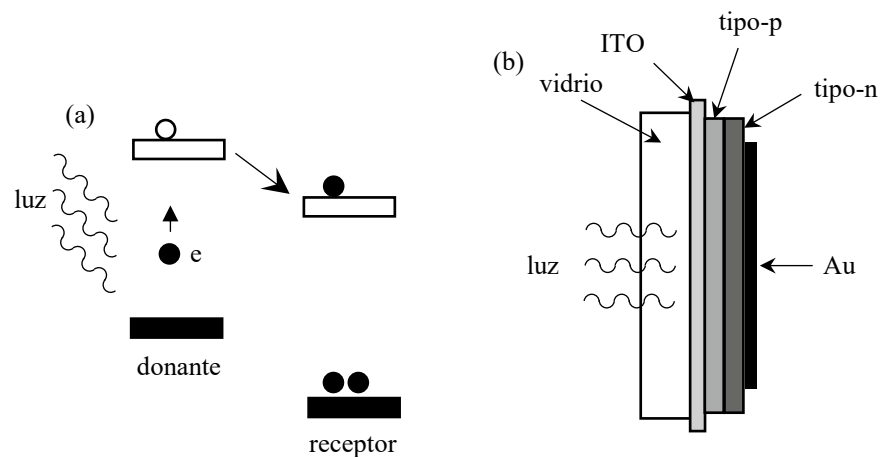 (a)
luz
e
donante
receptor
(b)
ITO
tipo-p
vidrio
tipo-n
luz
Au